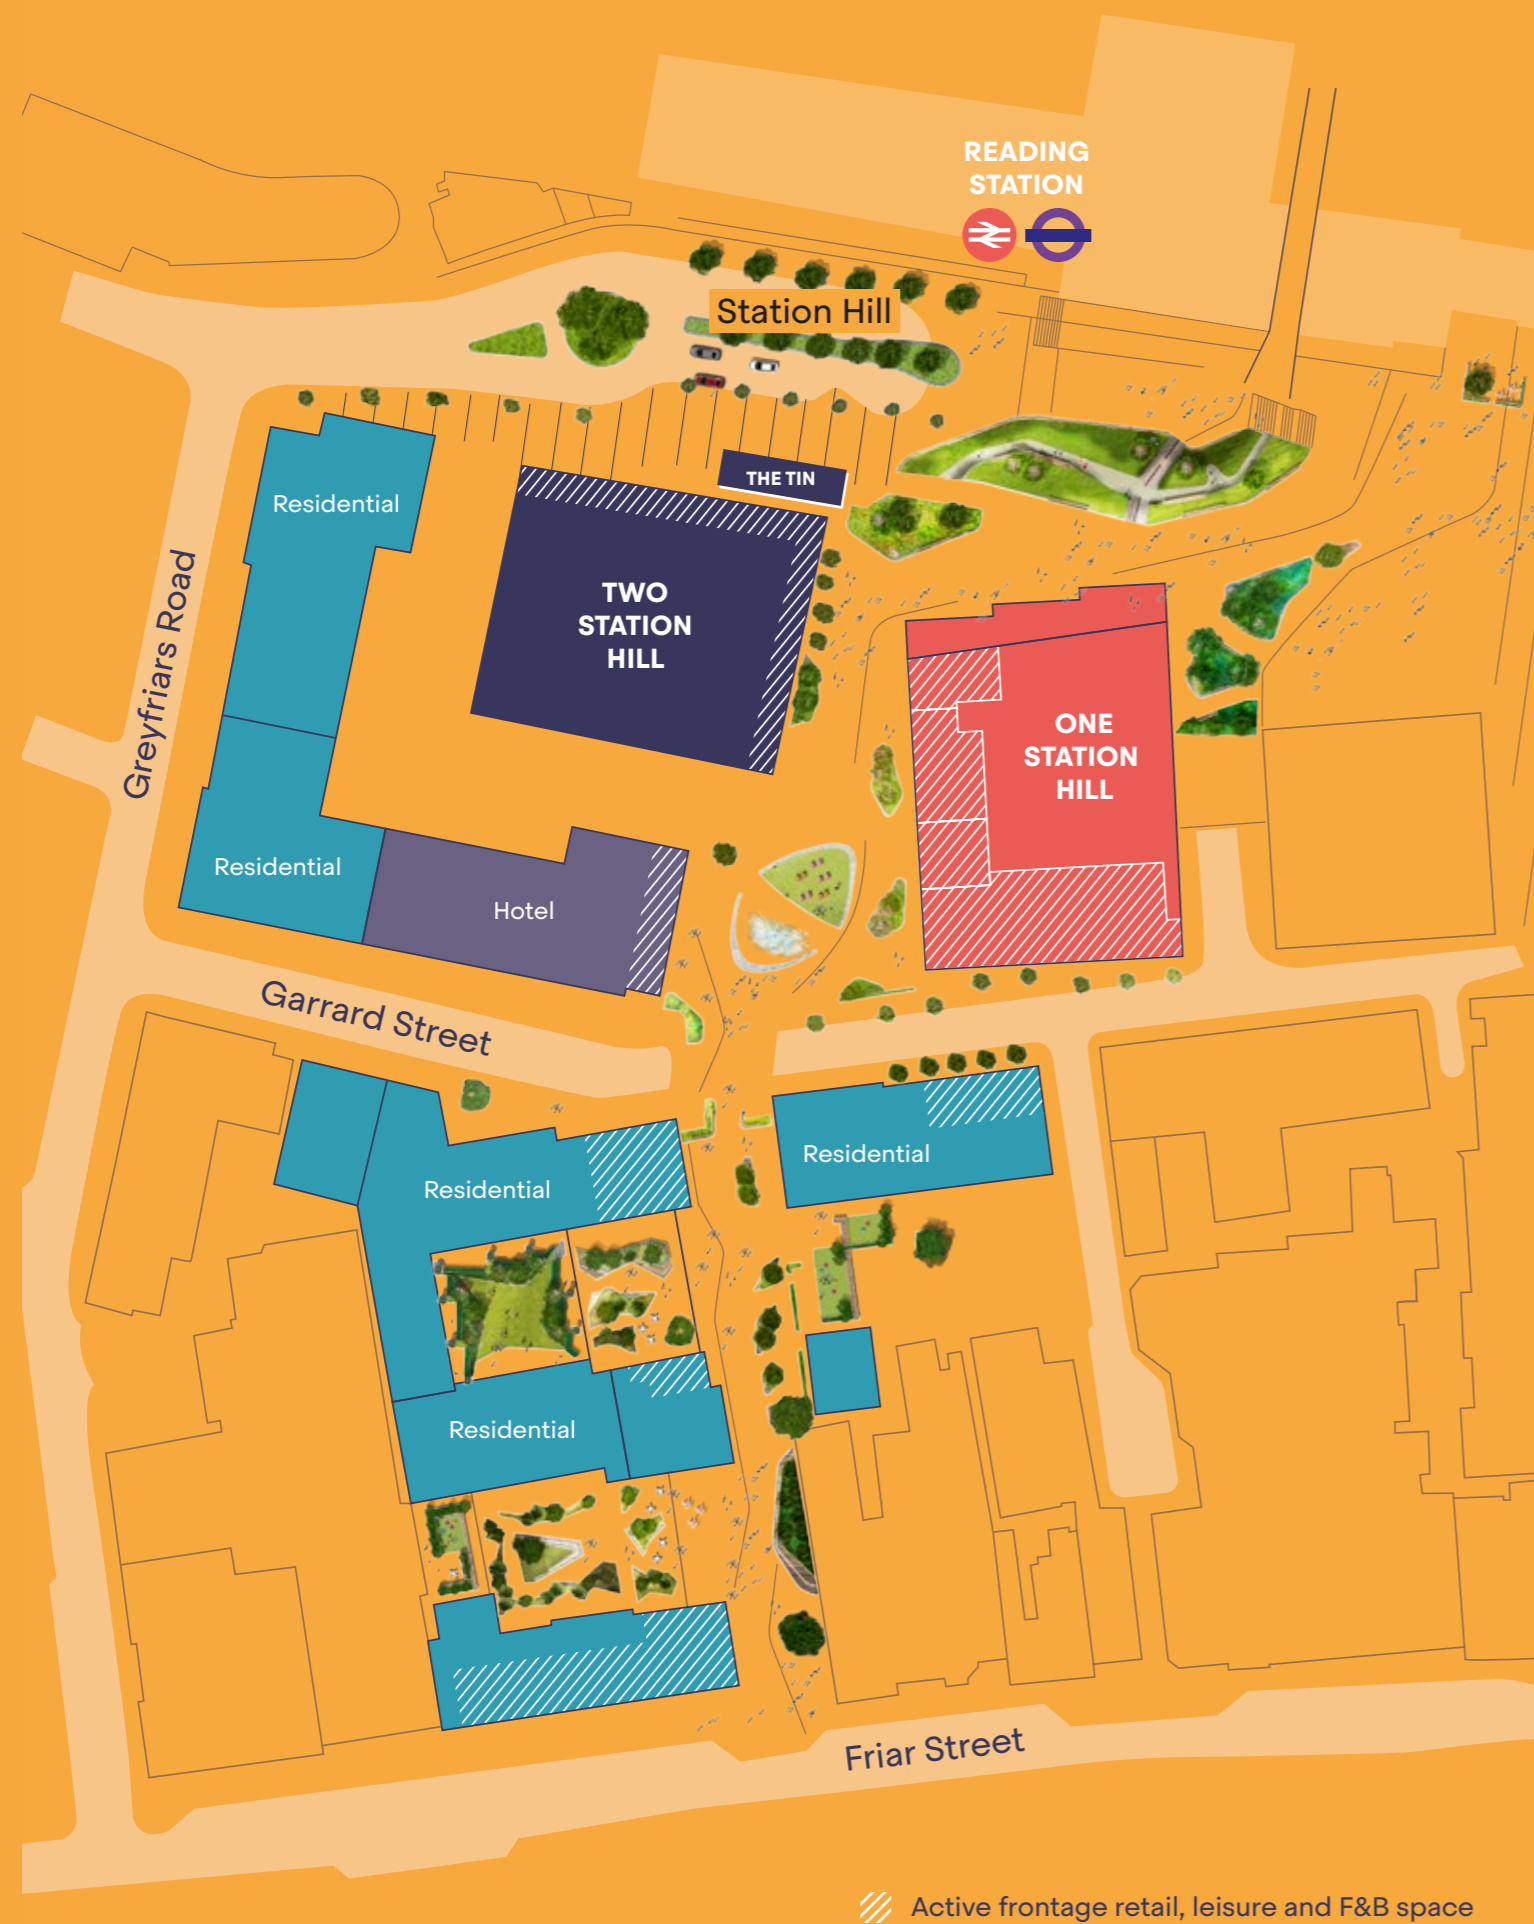 READING
STATION
Station Hill
THE TIN
Residential
TWO
STATION
HILL
Greyfriars Road
ONE
STATION
HILL
Residential
Hotel
Garrard Street
Residential
Residential
Residential
Friar Street
Active frontage retail, leisure and F&B space